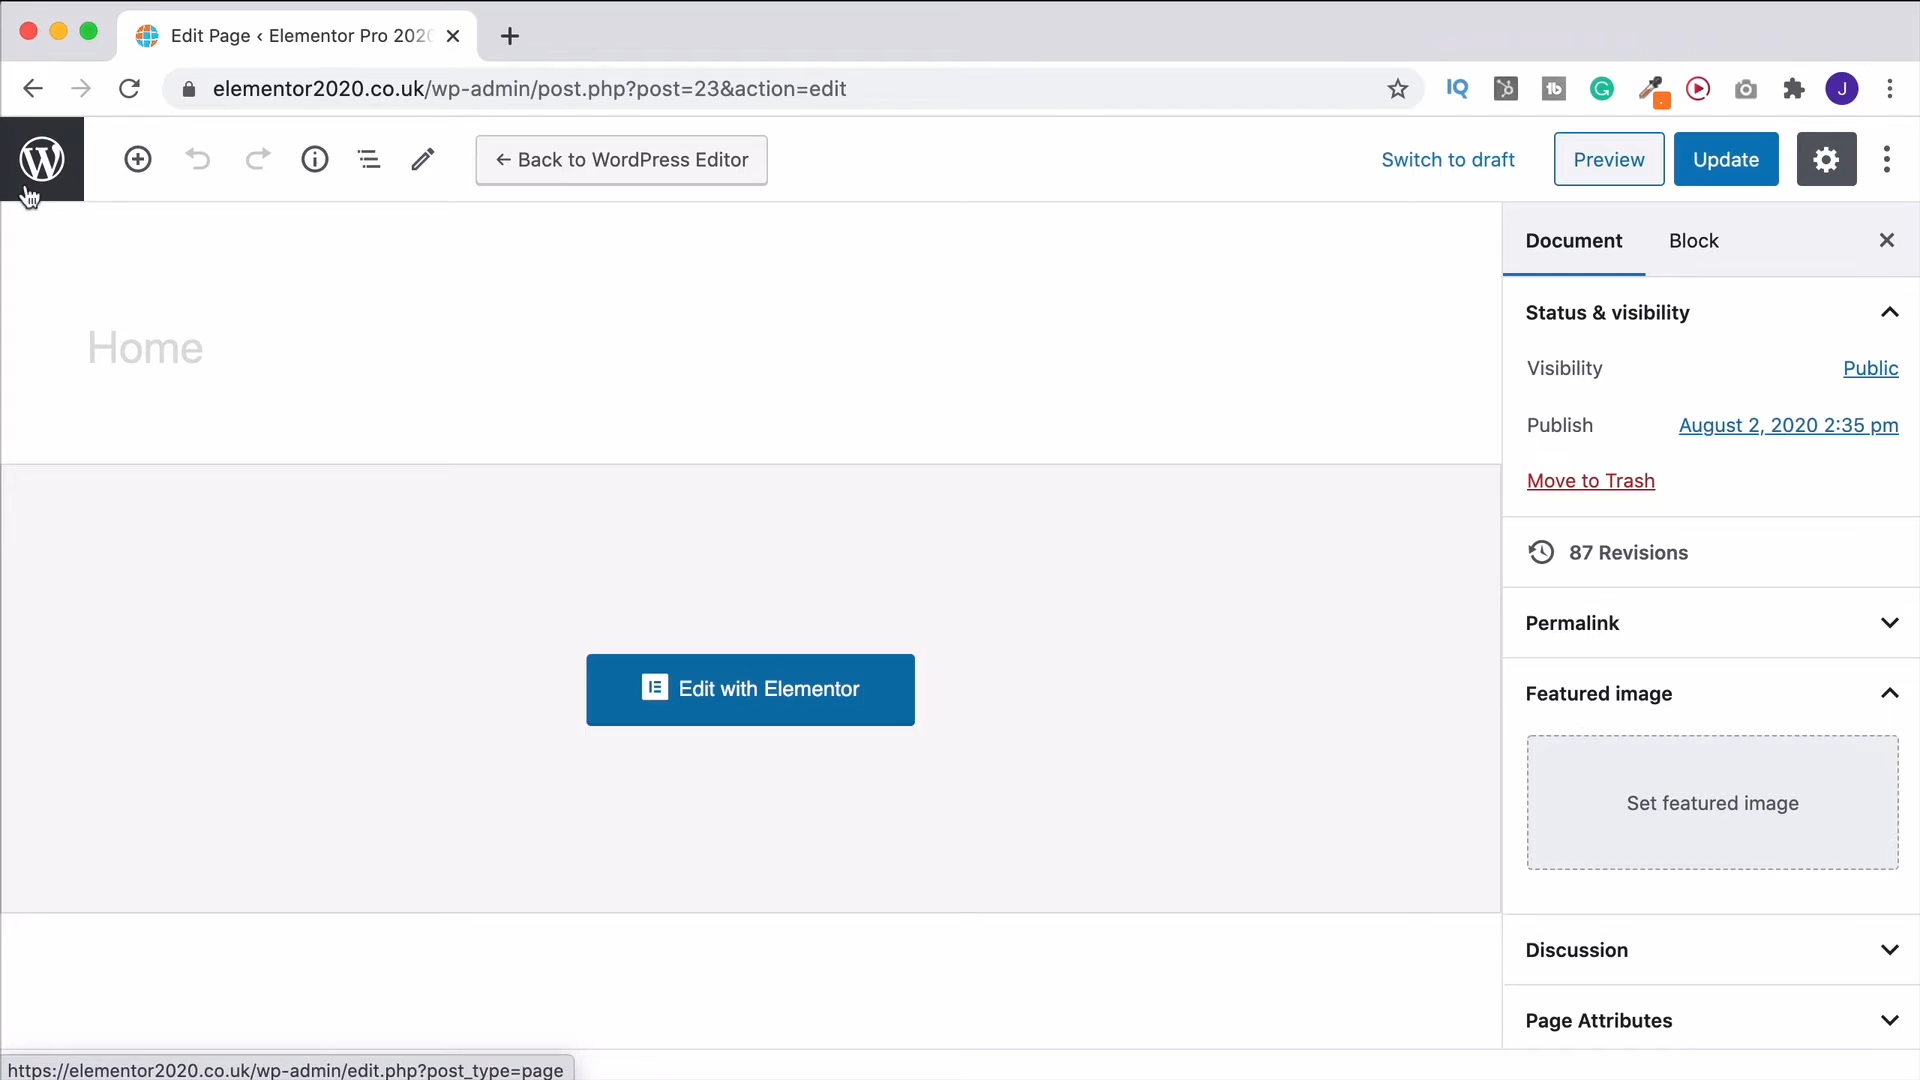 Edit Page ‹ Elementor Pro 202
elementor2020.co.uk/wp-admin/post.php?post=23&action=edit
IQ
tb
G
J
W
← Back to WordPress Editor
Switch to draft
Preview
Update
Document
Block
Status & visibility
Home
Visibility
Public
Publish
August 2, 2020 2:35 pm
Move to Trash
87 Revisions
Permalink
Edit with Elementor
Featured image
Set featured image
Discussion
Page Attributes
https://elementor2020.co.uk/wp-admin/edit.php?post_type=page